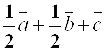 1/2 a̅ + 1/2 b̅ + c̅